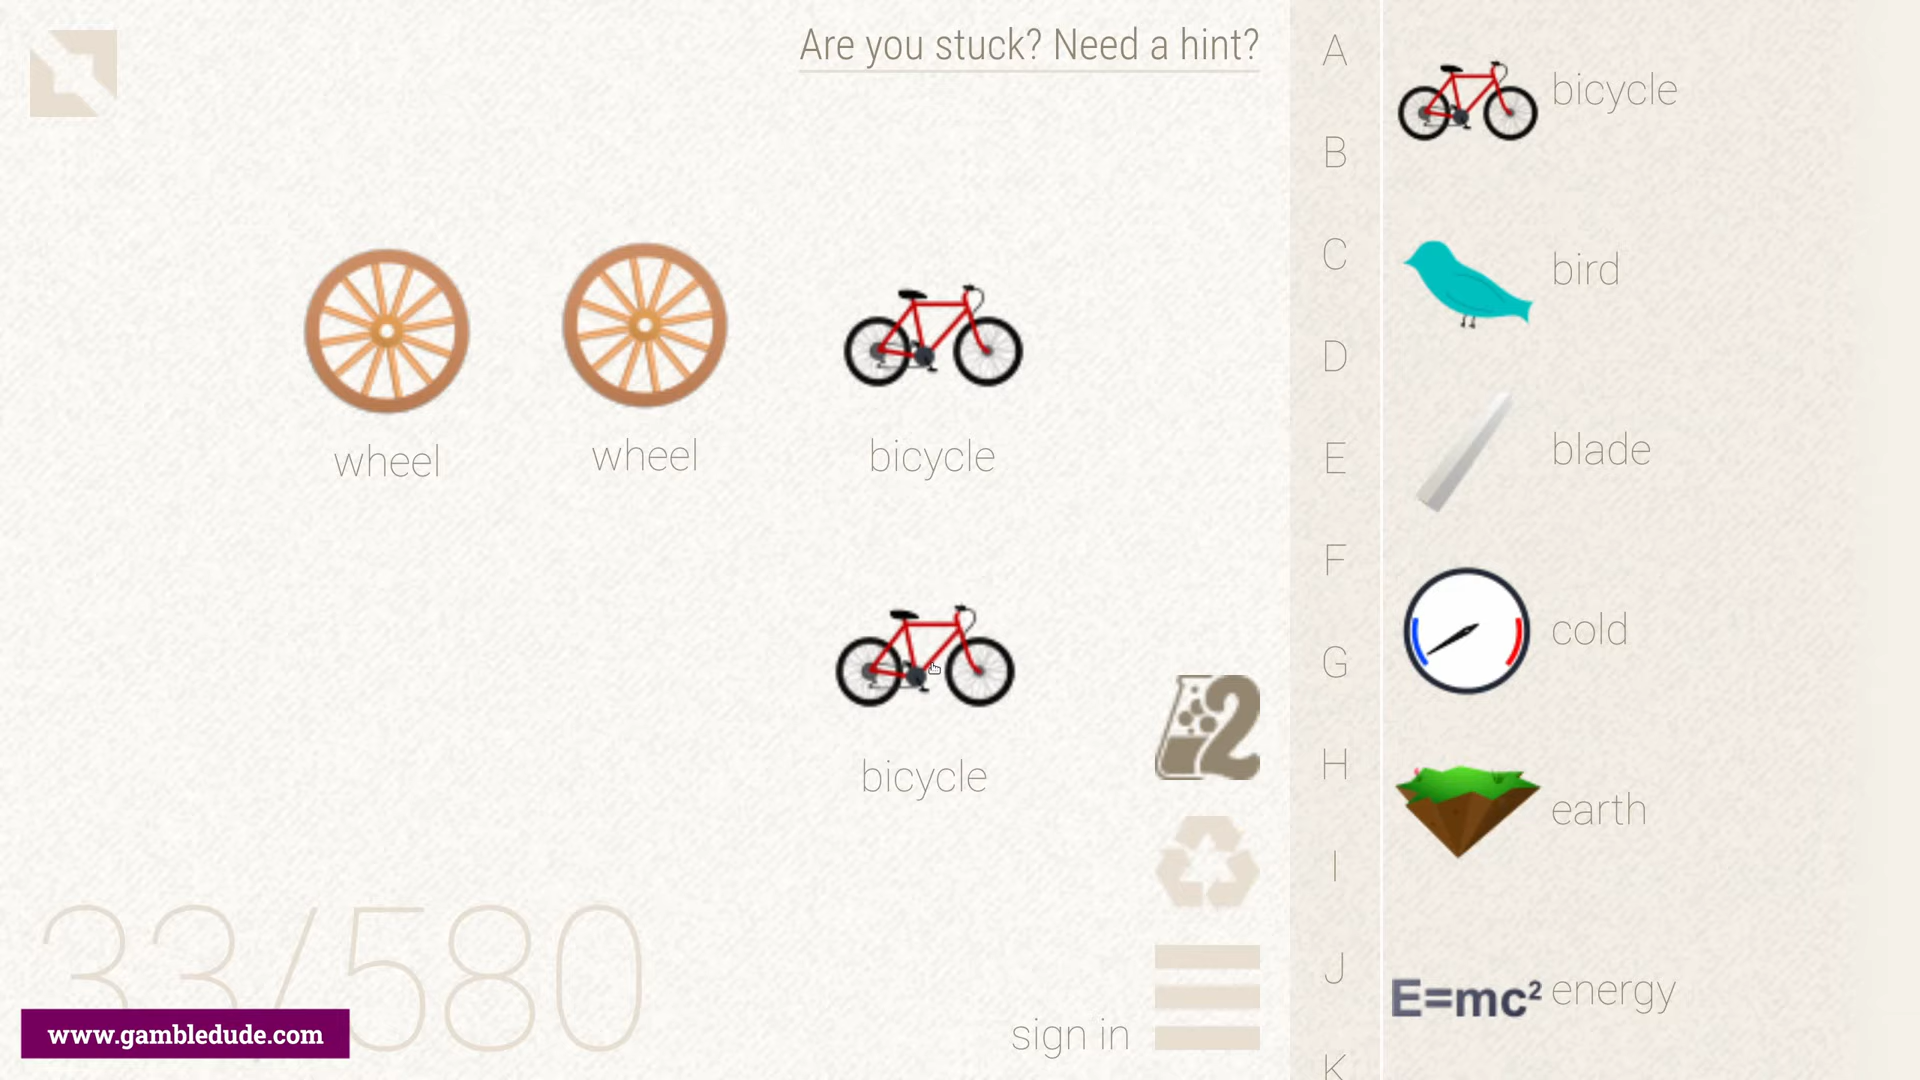 Are you stuck? Need a hint?
wheel
wheel
bicycle
bicycle
2
33/580
www.gambledude.com
sign in
A
B
C
D
E
F
G
H
I
J
K
bicycle
bird
blade
cold
earth
E=mc² energy